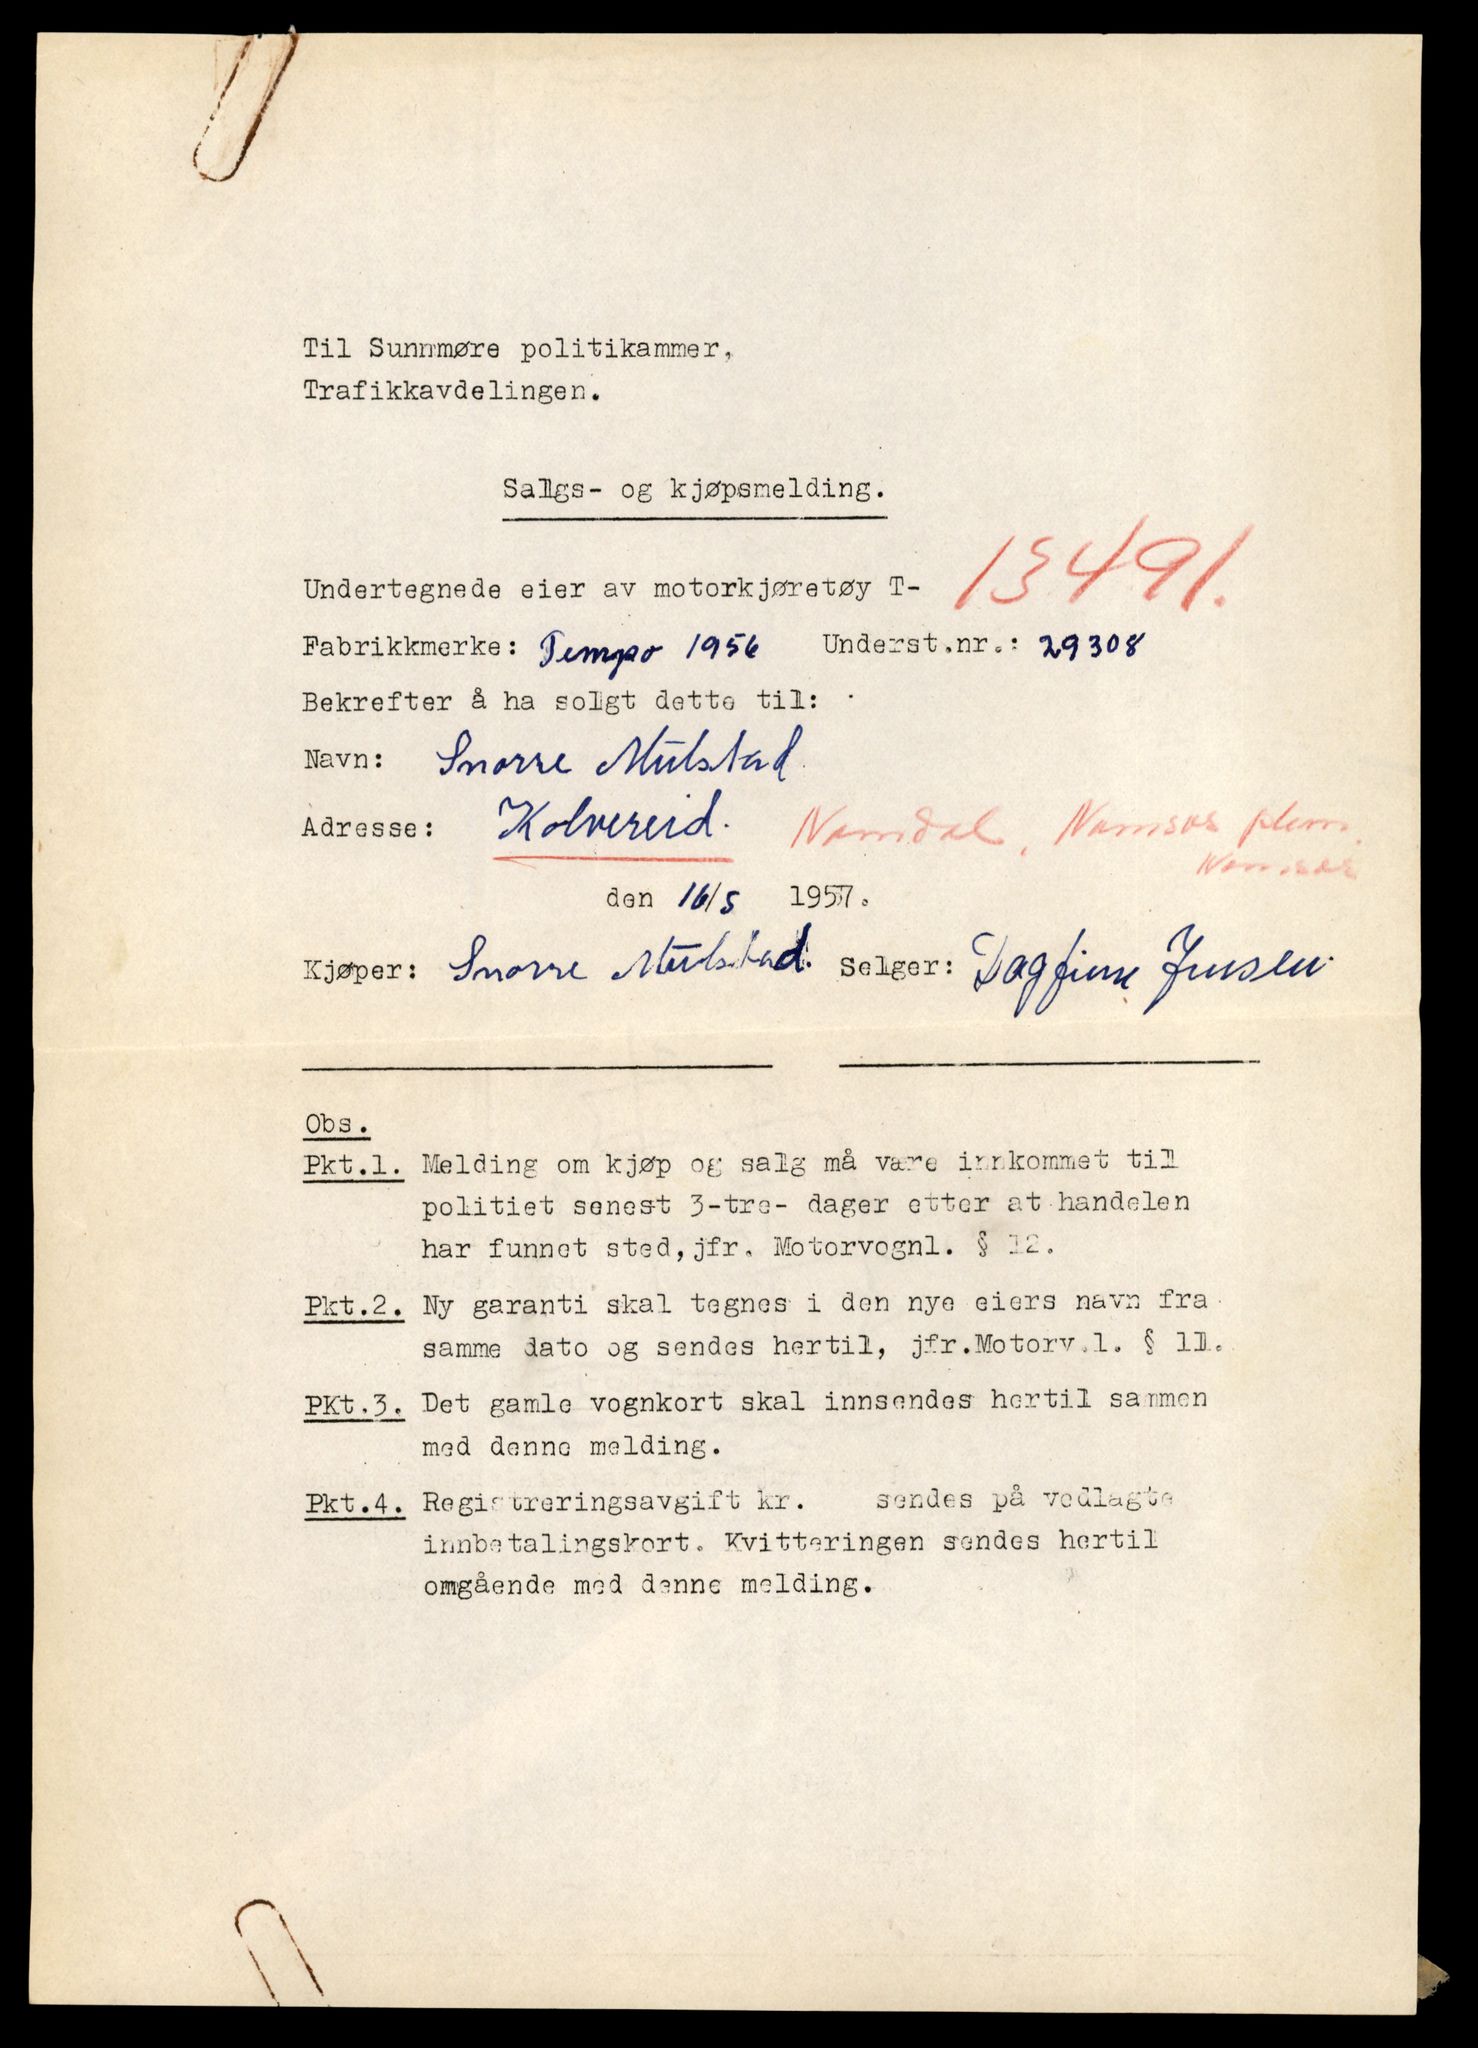 Til Sunnmøre politikammer,
Trafikkavdelingen.
Salgs- og kjøpsmelding.
Undertegnede eier av motorkjøretøy T- 13491.
Fabrikkmerke: Tempo 1956 Underst.nr.: 29308
Bekrefter å ha solgt dette til:
Navn: Snorre Mulstad
Adresse: Kolvereid. Namdal, Namsos plkm.
Namsos
den 16/5 1957.
Kjøper: Snorre Mulstad. Selger: Dagfinn Jensen
Obs.
Pkt.1. Melding om kjøp og salg må være innkommet til
politiet senest 3-tre- dager etter at handelen
har funnet sted, jfr. Motorvognl. § 12.
Pkt.2. Ny garanti skal tegnes i den nye eiers navn fra
samme dato og sendes hertil, jfr.Motorv.l. § 11.
PKt.3. Det gamle vognkort skal innsendes hertil sammen
med denne melding.
Pkt.4. Registreringsavgift kr. sendes på vedlagte
innbetalingskort. Kvitteringen sendes hertil
omgående med denne melding.